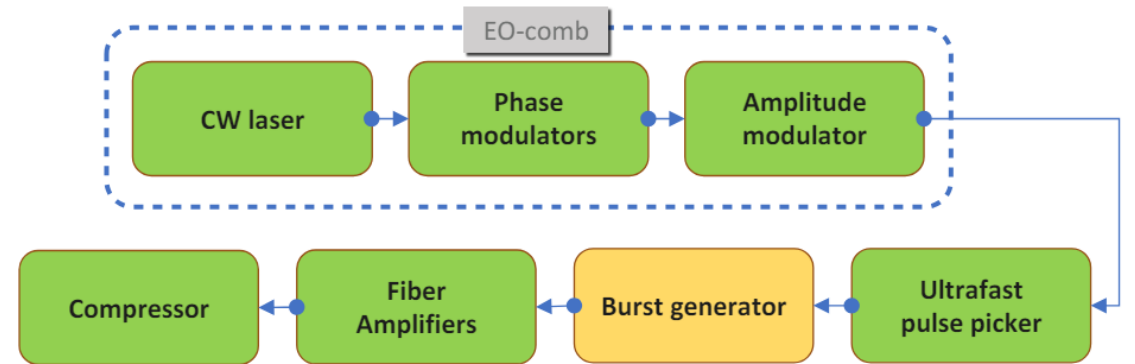 EO-comb
CW laser
Phase
modulators
Amplitude
modulator
Compressor
Fiber
Amplifiers
Burst generator
Ultrafast
pulse picker